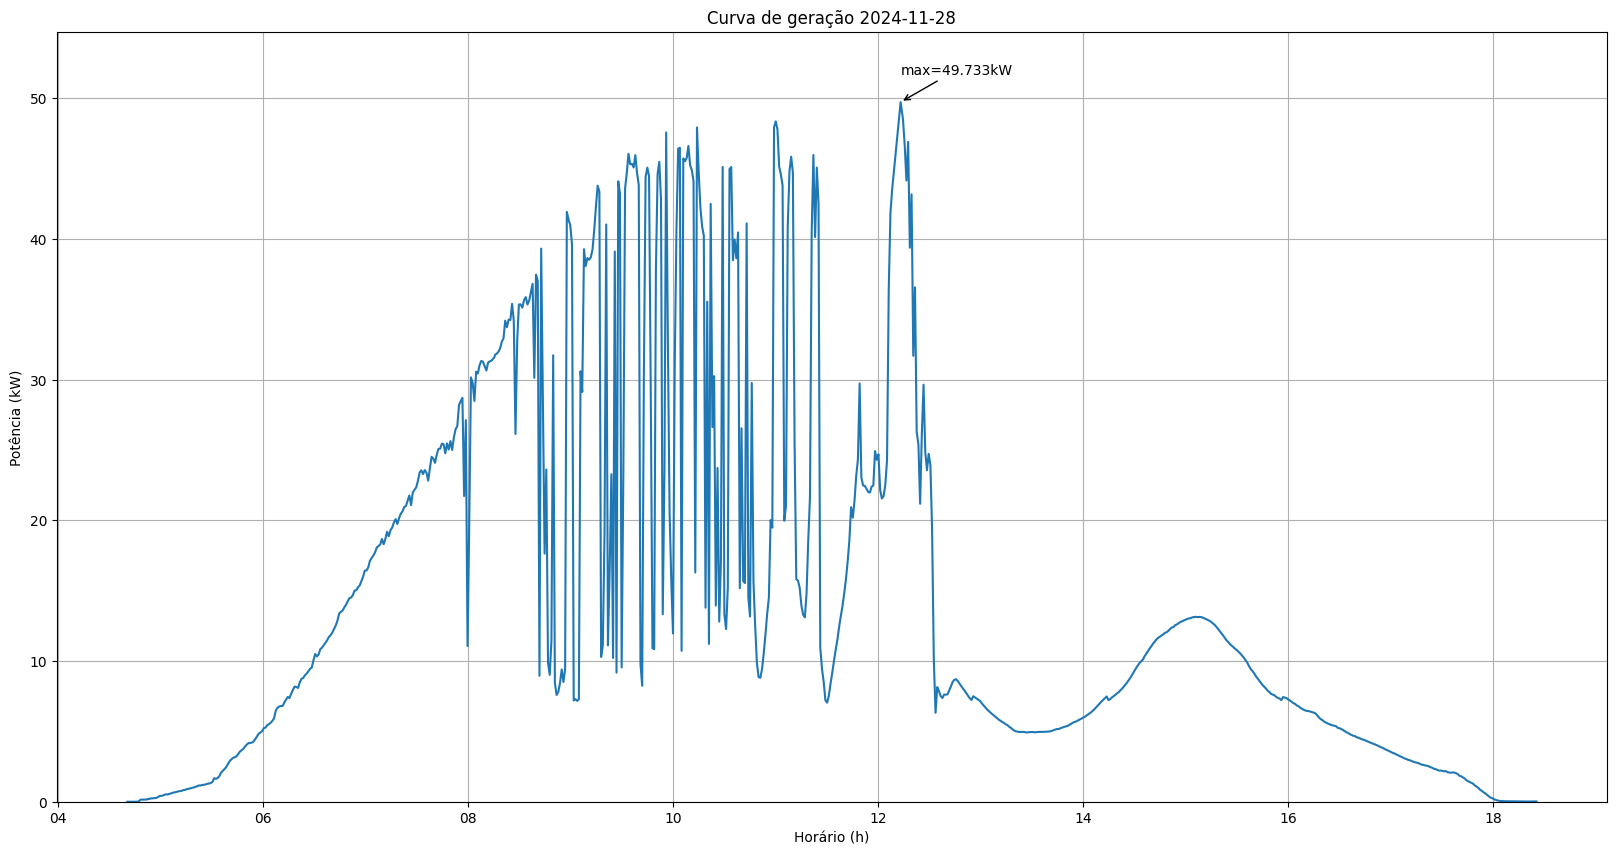 Curva de geração 2024-11-28
max=49.733kW
Potência (kW)
50
40
30
20
10
0
04 06 08 10 12 14 16 18
Horário (h)